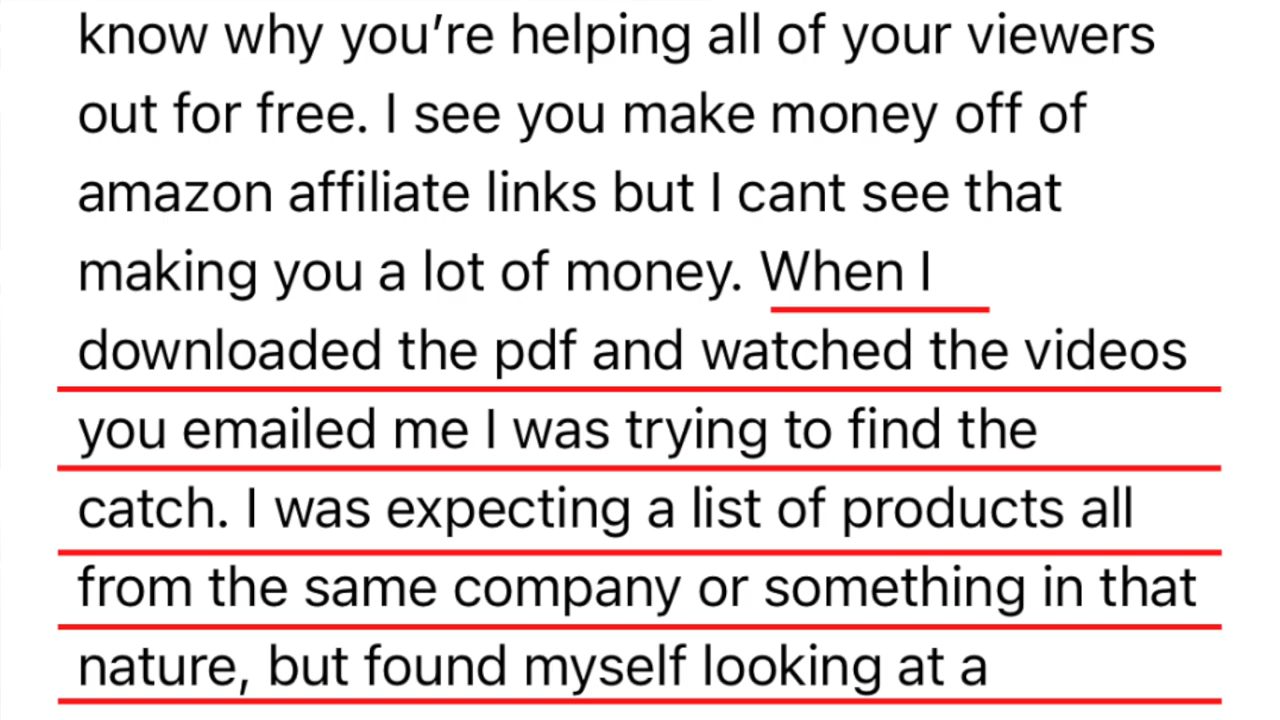 know why you’re helping all of your viewers
out for free. I see you make money off of
amazon affiliate links but I cant see that
making you a lot of money. When I
downloaded the pdf and watched the videos
you emailed me I was trying to find the
catch. I was expecting a list of products all
from the same company or something in that
nature, but found myself looking at a